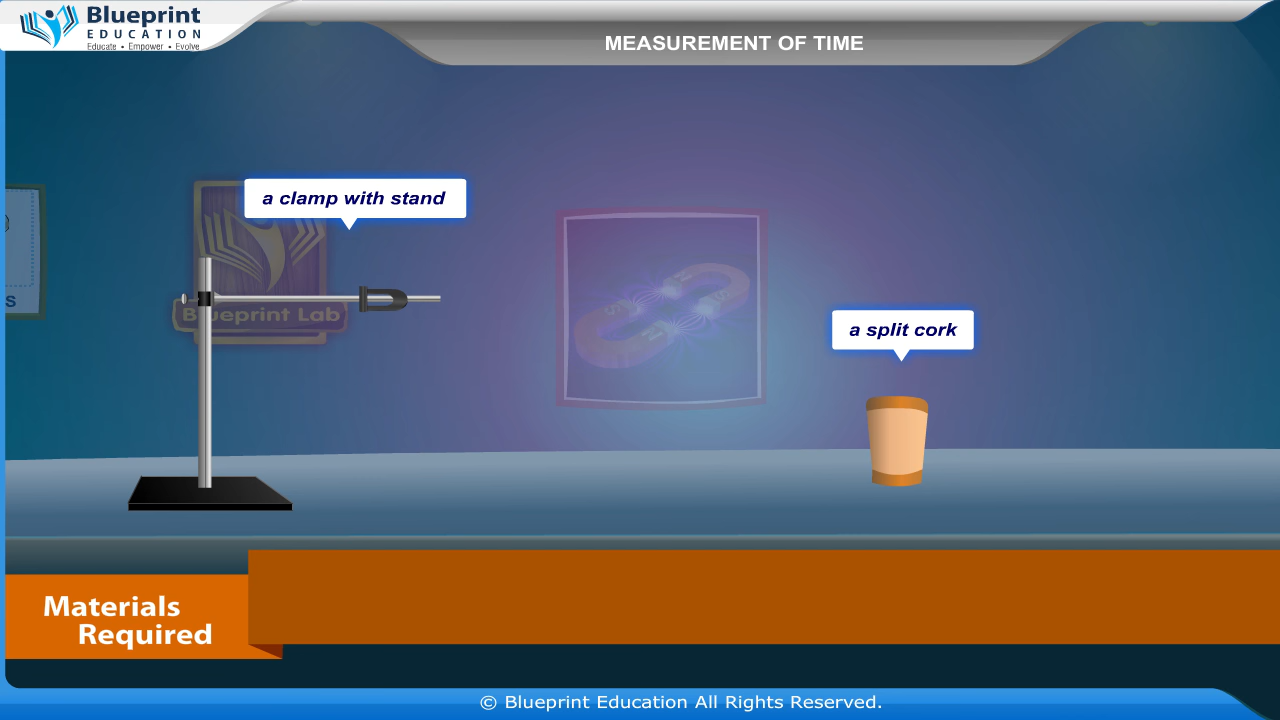 Blueprint
EDUCATION
Educate • Empower • Evolve
MEASUREMENT OF TIME
a clamp with stand
Blueprint Lab
a split cork
S
Materials
Required
© Blueprint Education All Rights Reserved.